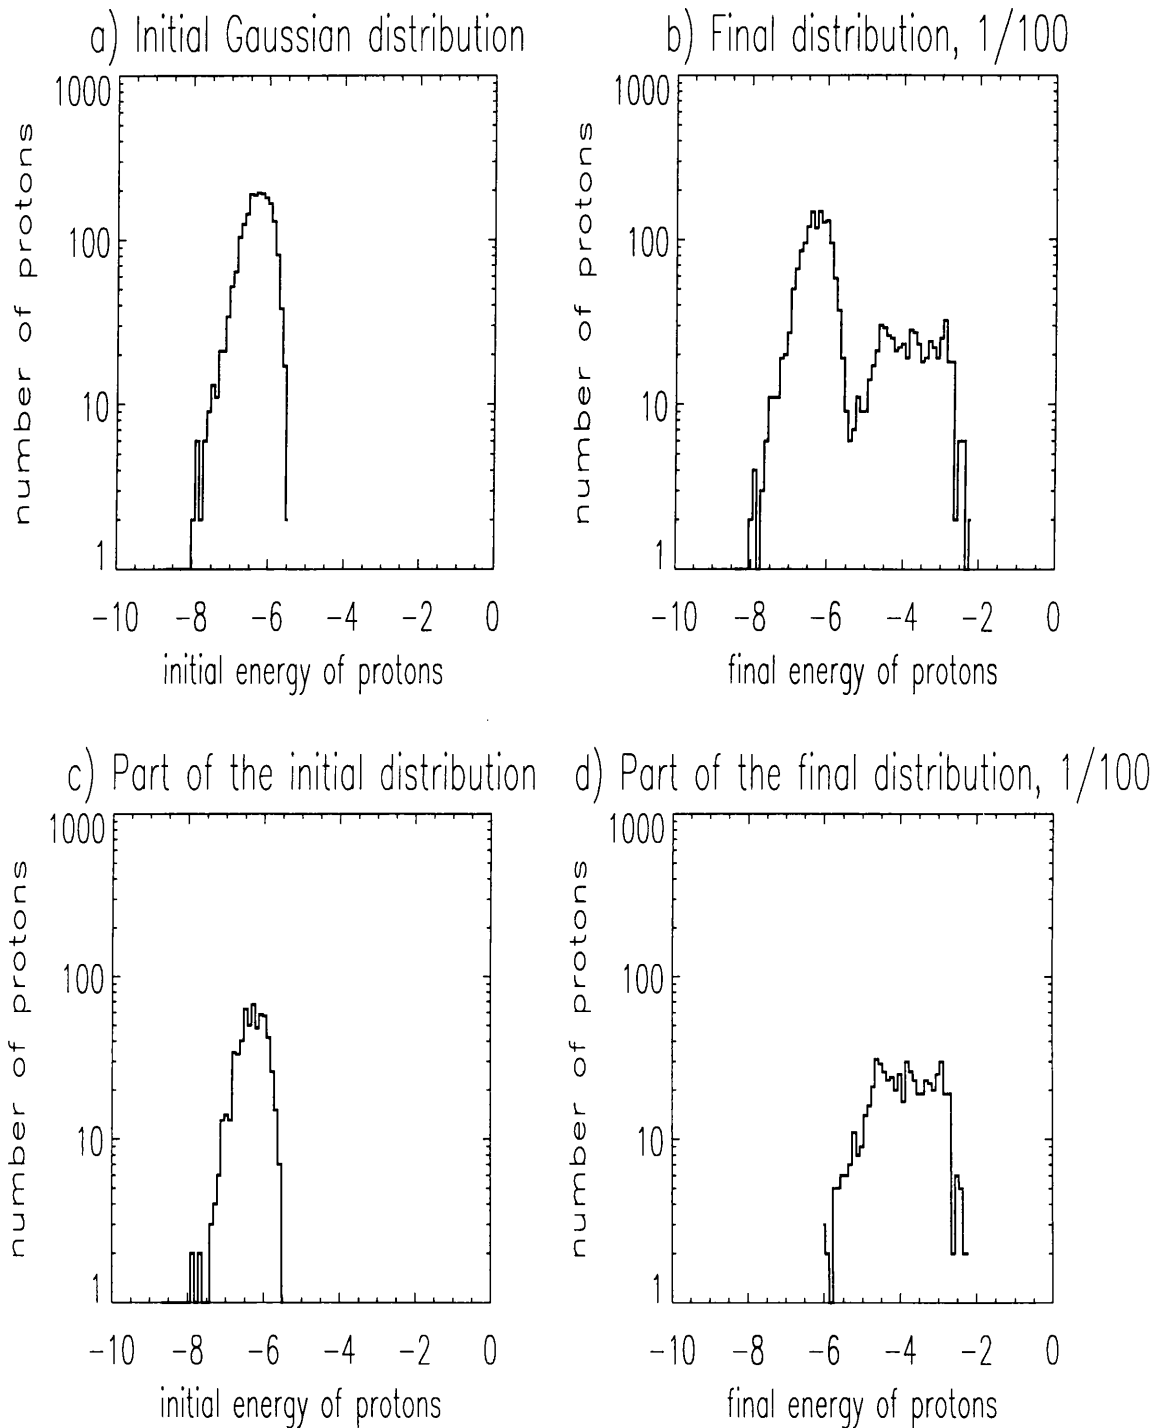 a) Initial Gaussian distribution
1000
100
10
1
number of protons
-10 -8 -6 -4 -2 0
initial energy of protons
b) Final distribution, 1/100
1000
100
10
1
number of protons
-10 -8 -6 -4 -2 0
final energy of protons
c) Part of the initial distribution
1000
100
10
1
number of protons
-10 -8 -6 -4 -2 0
initial energy of protons
d) Part of the final distribution, 1/100
1000
100
10
1
number of protons
-10 -8 -6 -4 -2 0
final energy of protons